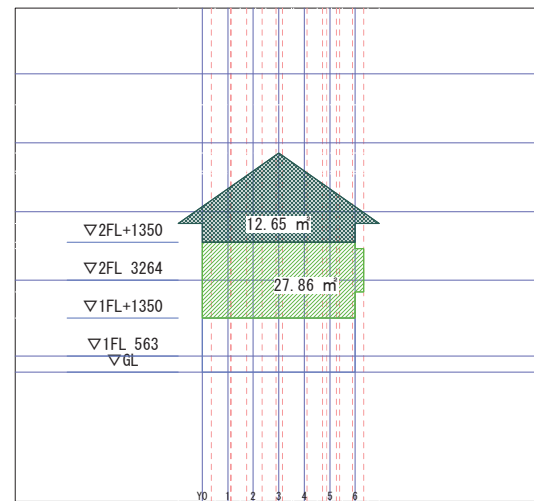 12.65 ㎡
▽2FL+1350
▽2FL 3264
27.86 ㎡
▽1FL+1350
▽1FL 563
▽GL
Y0 1 2 3 4 5 6